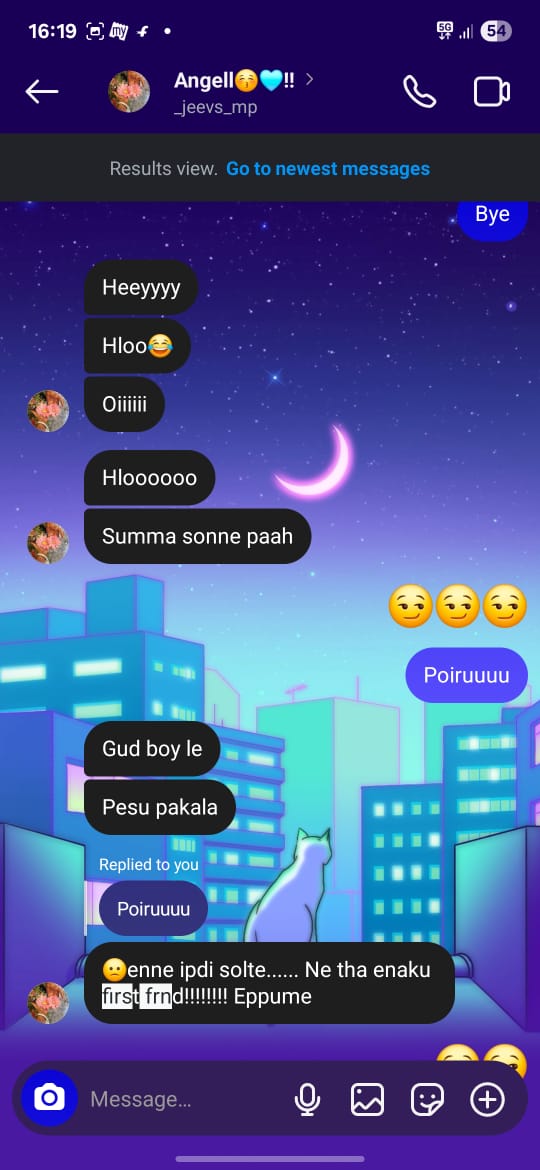 16:19
5G
54
Angell😚🩵!!
_jeevs_mp
Results view. Go to newest messages
Bye
Heeyyyy
Hloo😂
Oiiiiii
Hloooooo
Summa sonne paah
😏😏😏
Poiruuuu
Gud boy le
Pesu pakala
Replied to you
Poiruuuu
🙁enne ipdi solte...... Ne tha enaku
first frnd!!!!!!!! Eppume
Message...